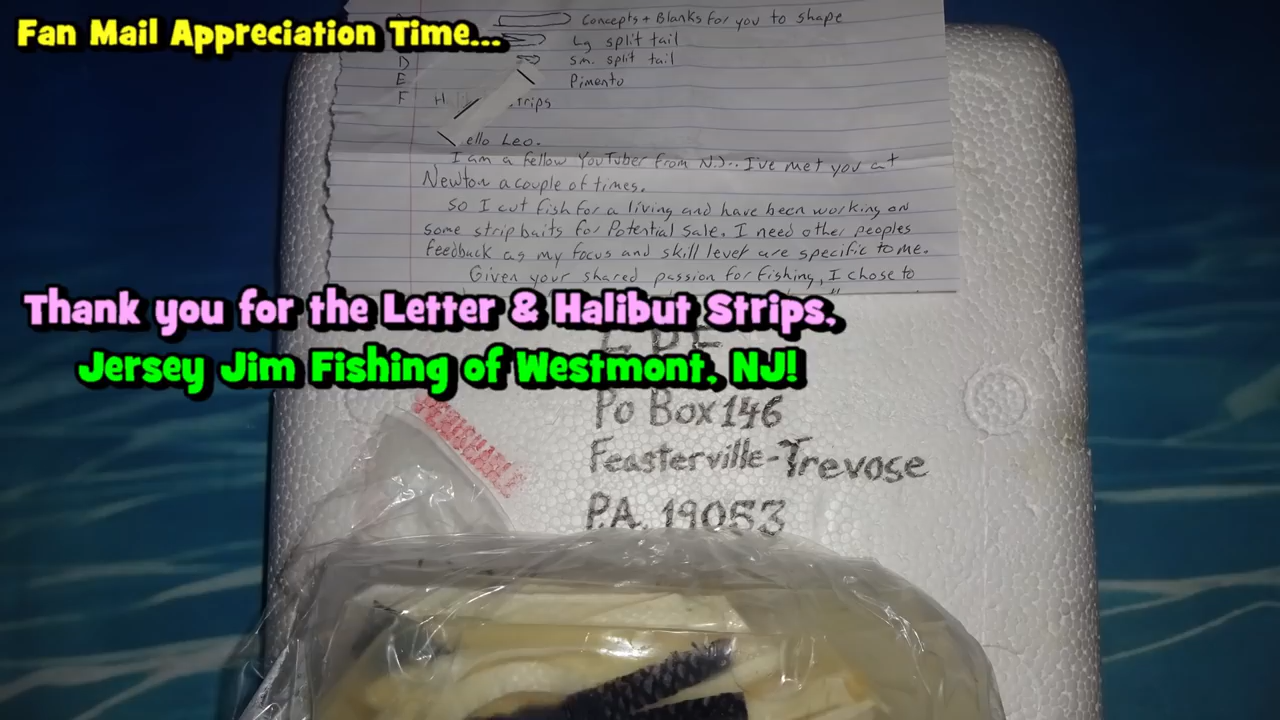 Fan Mail Appreciation Time...
Concepts + Blanks for you to shape
Lg split tail
D sm. split tail
E Pimento
F H trips
ello Leo.
I am a fellow YouTuber from N.J.. I've met you at
Newton a couple of times.
So I cut fish for a living and have been working on
some strip baits for Potential Sale. I need other peoples
feedback as my focus and skill level are specific to me.
Given your shared passion for fishing, I chose to
Thank you for the Letter & Halibut Strips,
Jersey Jim Fishing of Westmont, NJ!
Po Box 146
Feasterville-Trevose
P.A. 19053
PERISHABLE